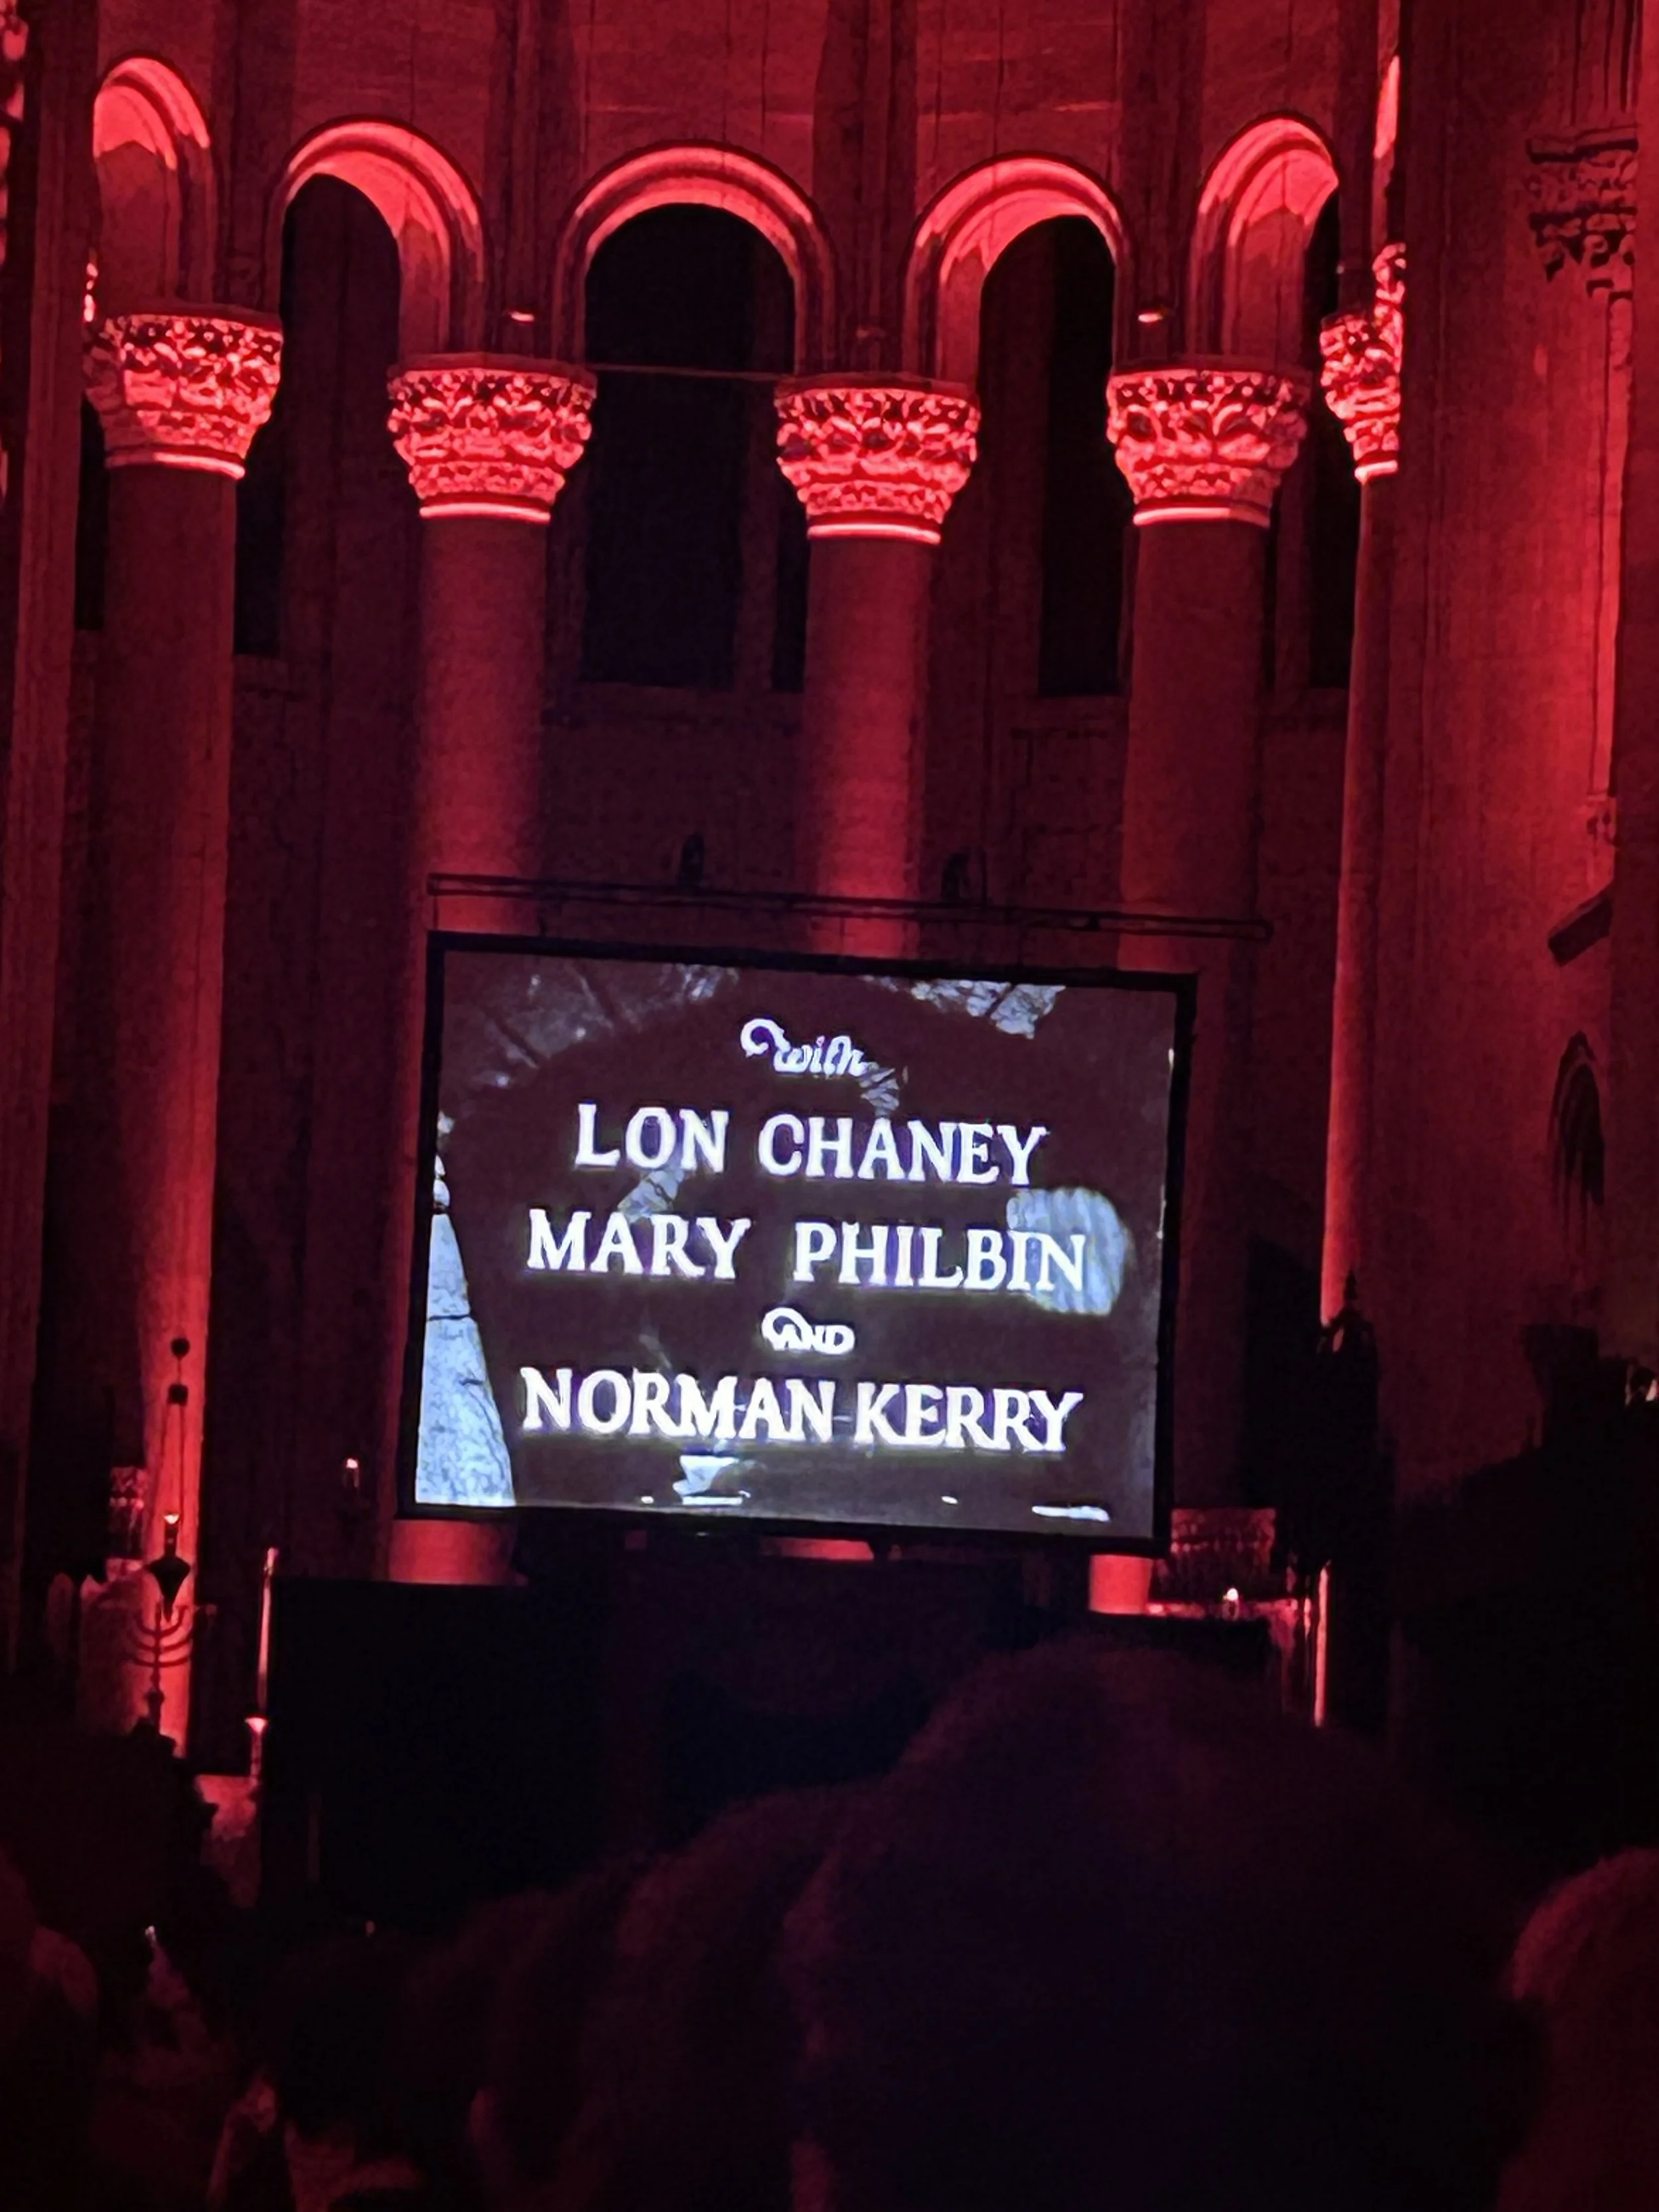 with
LON CHANEY
MARY PHILBIN
AND
NORMAN KERRY